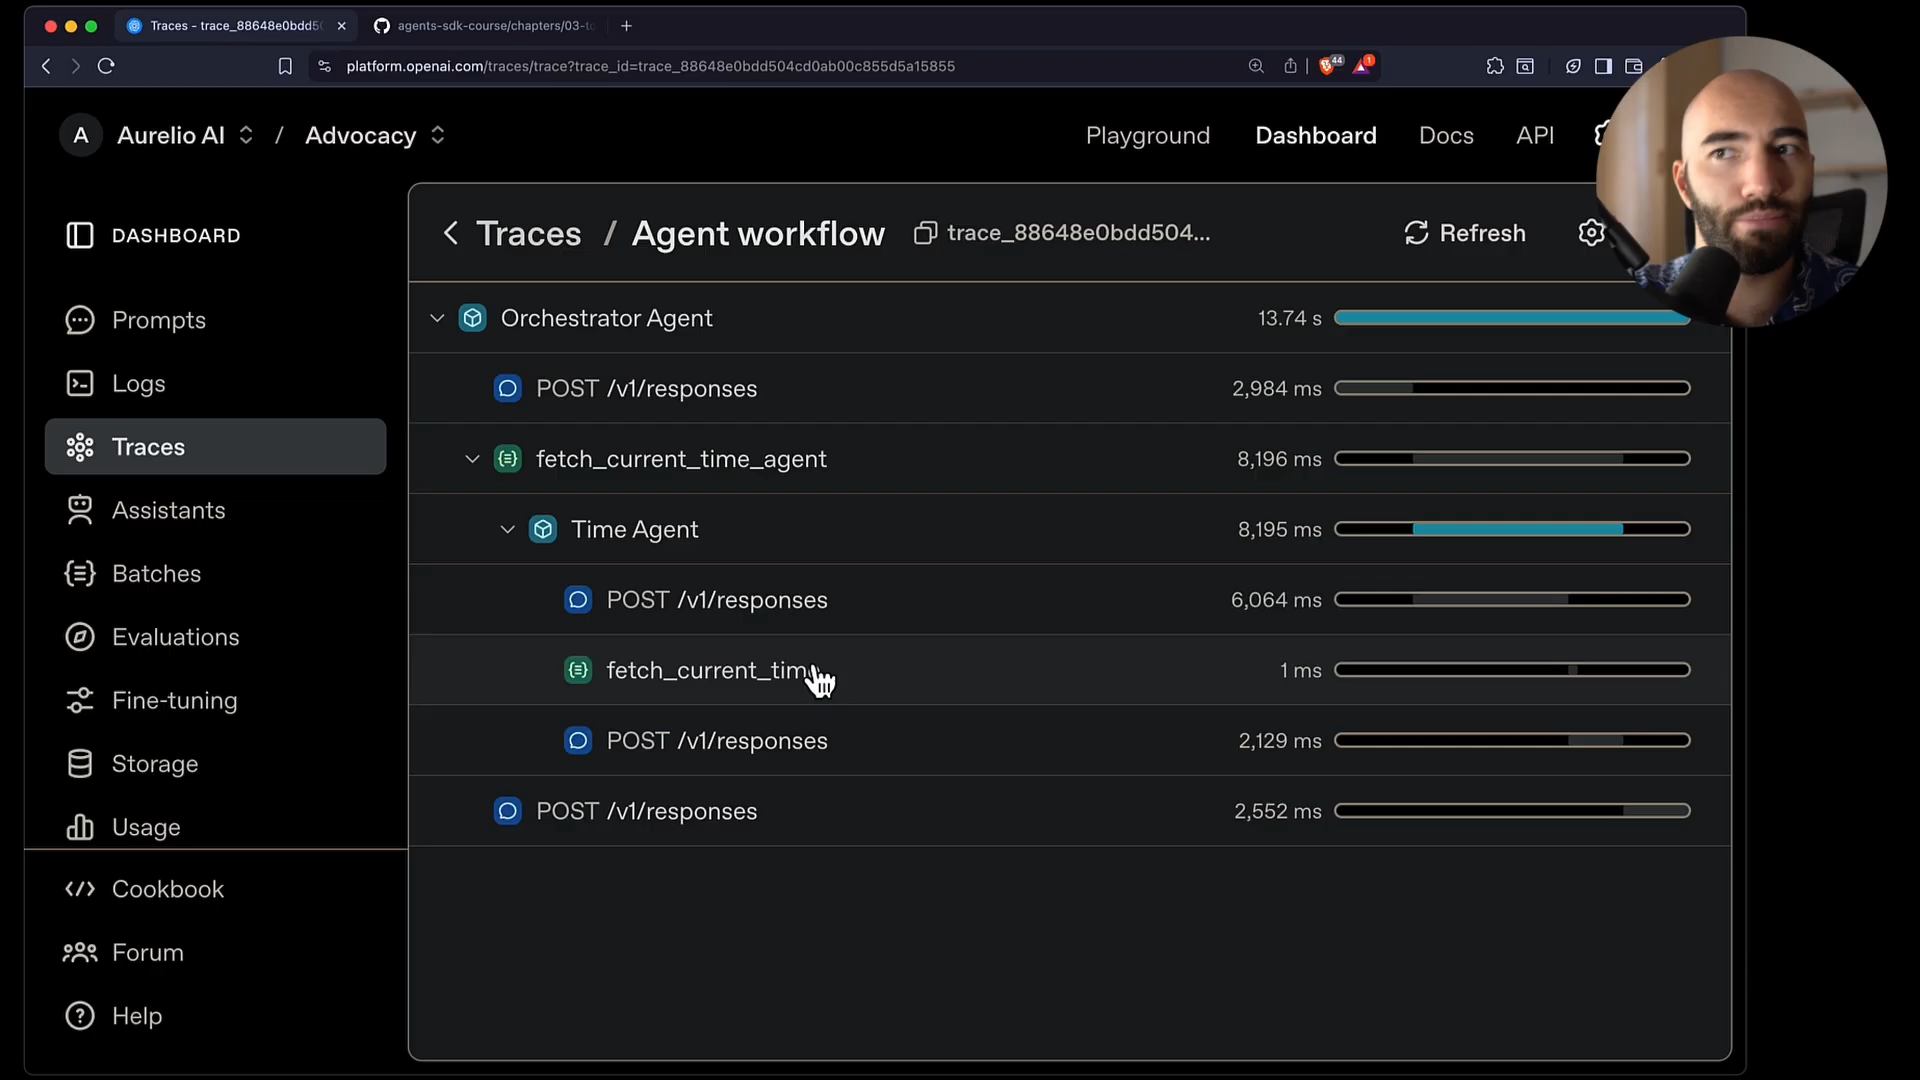 Traces - trace_88648e0bdd50
agents-sdk-course/chapters/03-to
platform.openai.com/traces/trace?trace_id=trace_88648e0bdd504cd0ab00c855d5a15855
44
1
A Aurelio AI / Advocacy
Playground Dashboard Docs API
DASHBOARD
Prompts
Logs
Traces
Assistants
Batches
Evaluations
Fine-tuning
Storage
Usage
Cookbook
Forum
Help
Traces / Agent workflow trace_88648e0bdd504... Refresh
Orchestrator Agent 13.74 s
POST /v1/responses 2,984 ms
fetch_current_time_agent 8,196 ms
Time Agent 8,195 ms
POST /v1/responses 6,064 ms
fetch_current_tim 1 ms
POST /v1/responses 2,129 ms
POST /v1/responses 2,552 ms